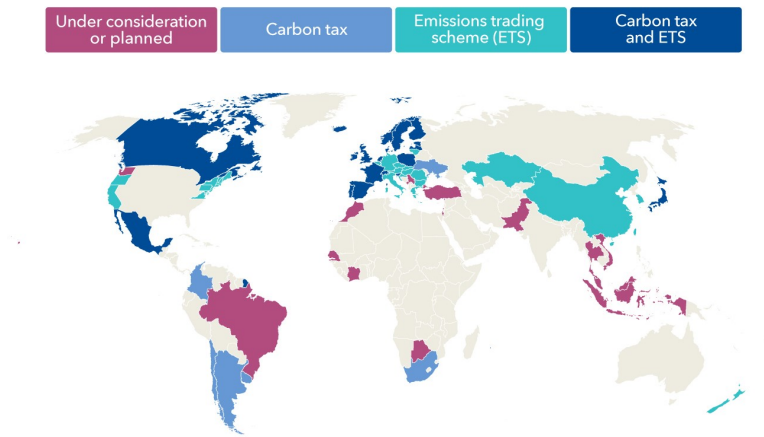 Under consideration
or planned
Carbon tax
Emissions trading
scheme (ETS)
Carbon tax
and ETS